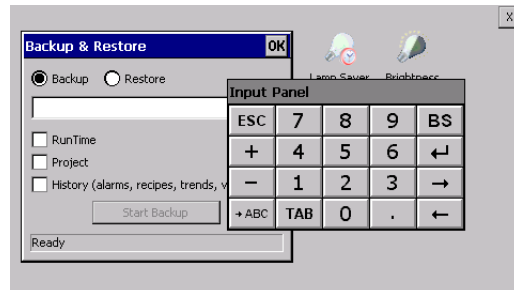 X
Backup & Restore OK
Backup Restore
Lamp Saver Brightness
Input Panel
RunTime
Project
History (alarms, recipes, trends, v
Start Backup
Ready
ESC 7 8 9 BS
+ 4 5 6 ↵
− 1 2 3 →
→ABC TAB 0 . ←